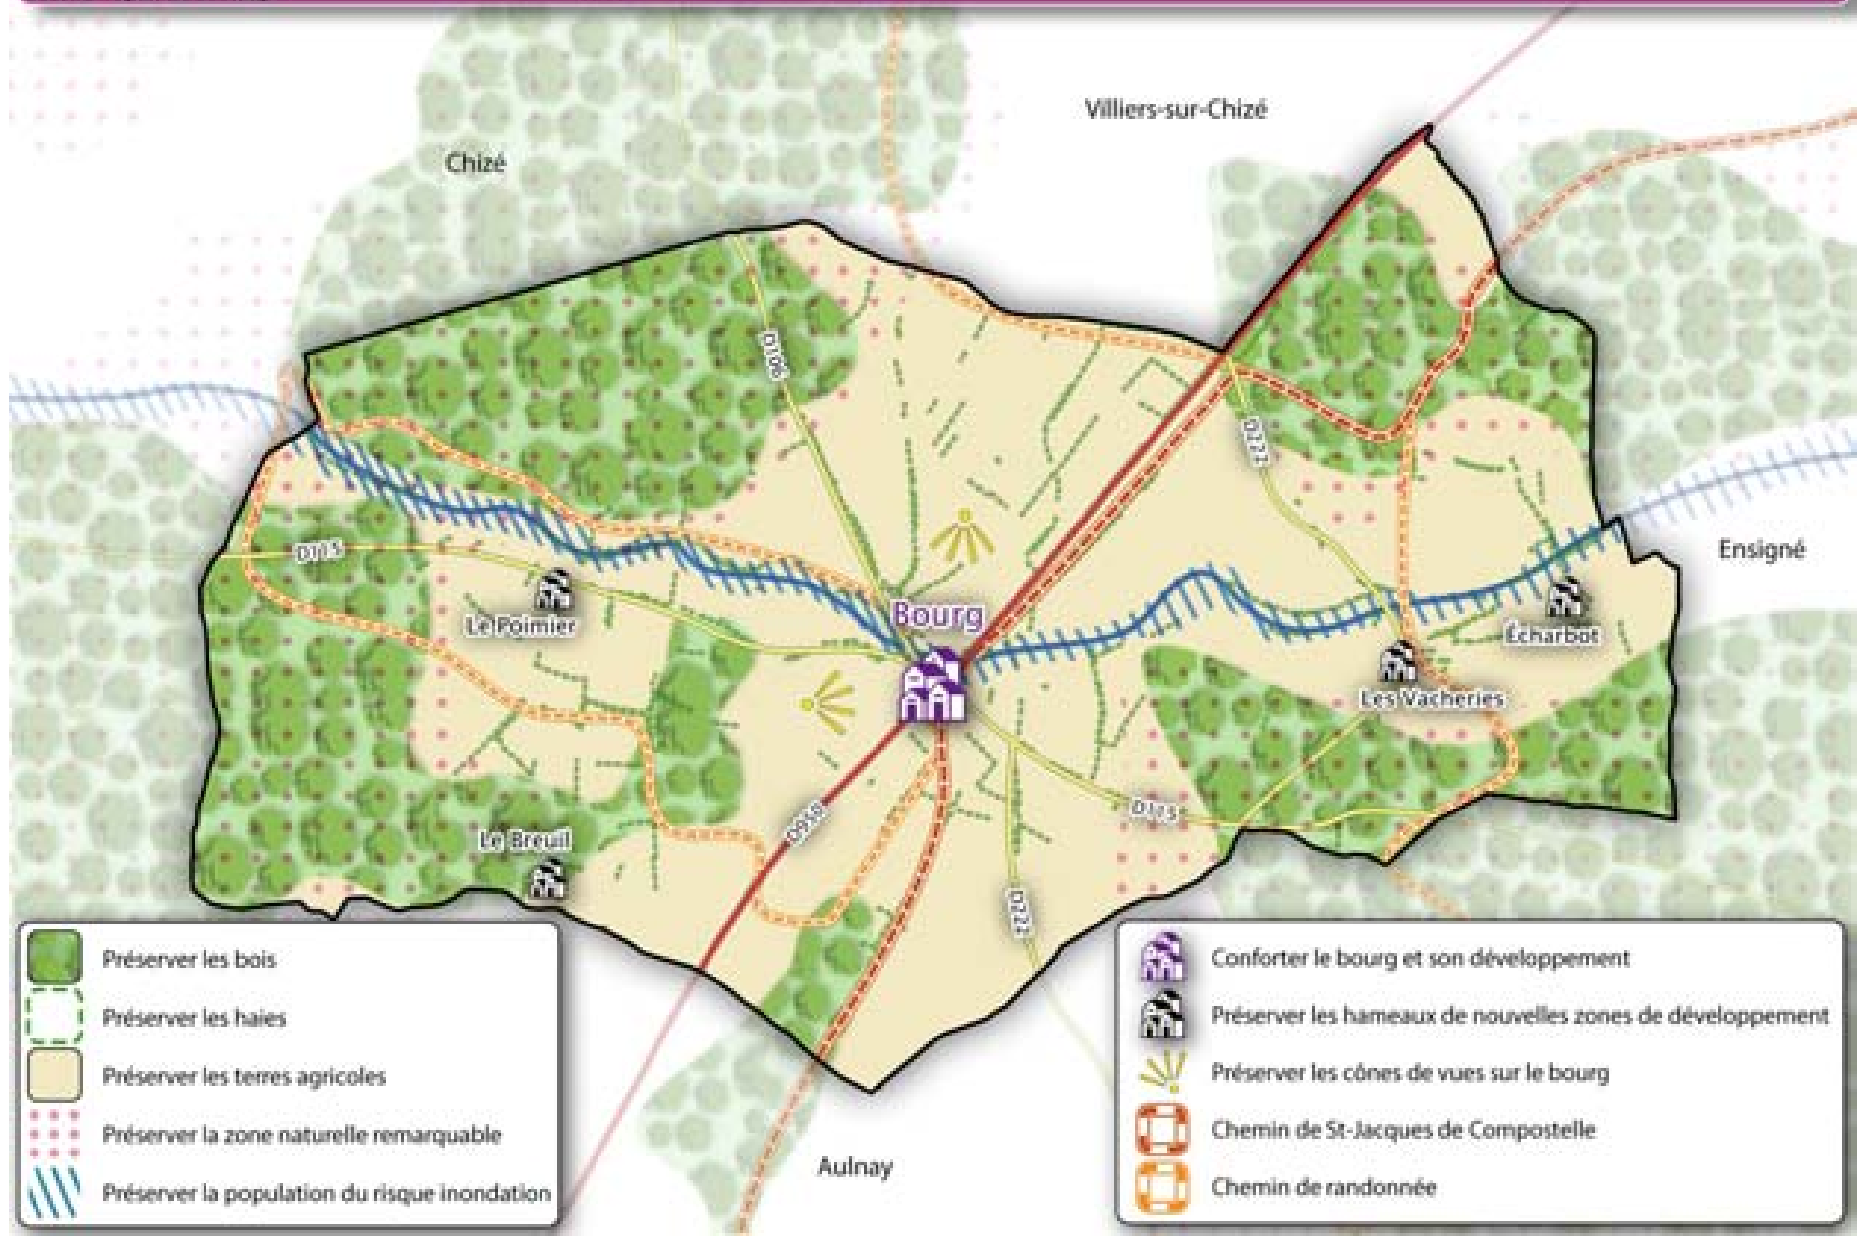 Villiers-sur-Chizé
Chizé
D106
D222
D115
Ensigné
Bourg
Le Poimier
Écharbot
Les Vacheries
D950
D115
Le Breuil
D222
Aulnay
Préserver les bois
Préserver les haies
Préserver les terres agricoles
Préserver la zone naturelle remarquable
Préserver la population du risque inondation
Conforter le bourg et son développement
Préserver les hameaux de nouvelles zones de développement
Préserver les cônes de vues sur le bourg
Chemin de St-Jacques de Compostelle
Chemin de randonnée